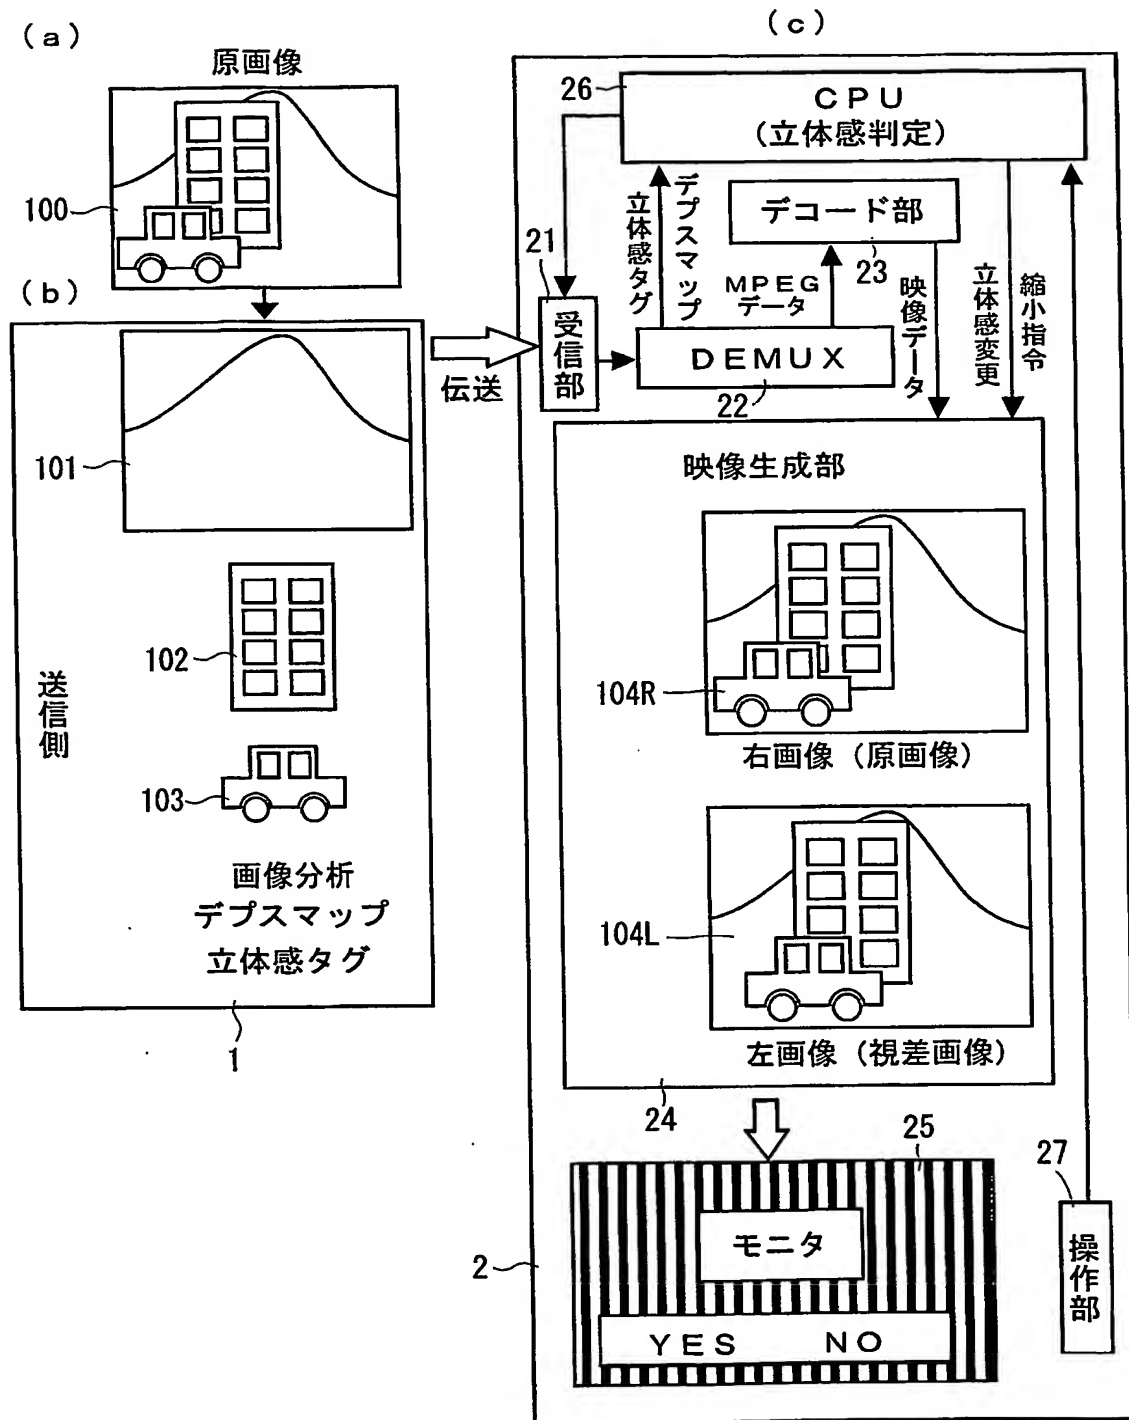 (a)
原画像
100
(b)
101
102
103
送信側
画像分析
デプスマップ
立体感タグ
1
伝送
(c)
26
CPU
(立体感判定)
デプスマップ
立体感タグ
デコード部
23
21
受信部
MPEG
データ
DEMUX
22
映像データ
縮小指令
立体感変更
映像生成部
104R
右画像(原画像)
104L
左画像(視差画像)
24
25
モニタ
YES NO
2
27
操作部